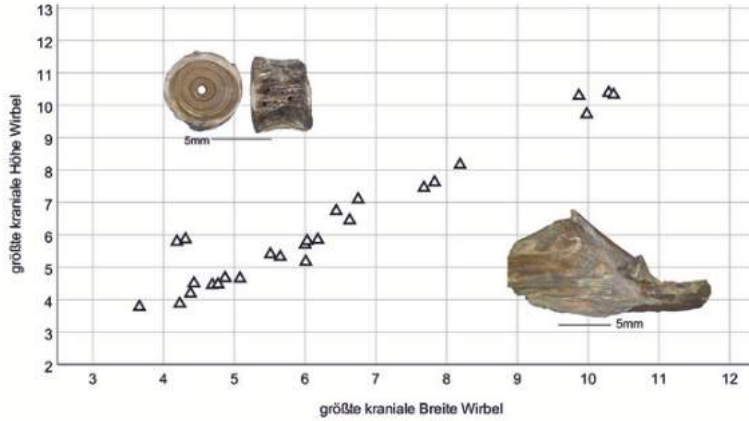 13
12
11
10
9
8
7
6
5
4
3
2
größte kraniale Höhe Wirbel
5mm
5mm
3 4 5 6 7 8 9 10 11 12
größte kraniale Breite Wirbel